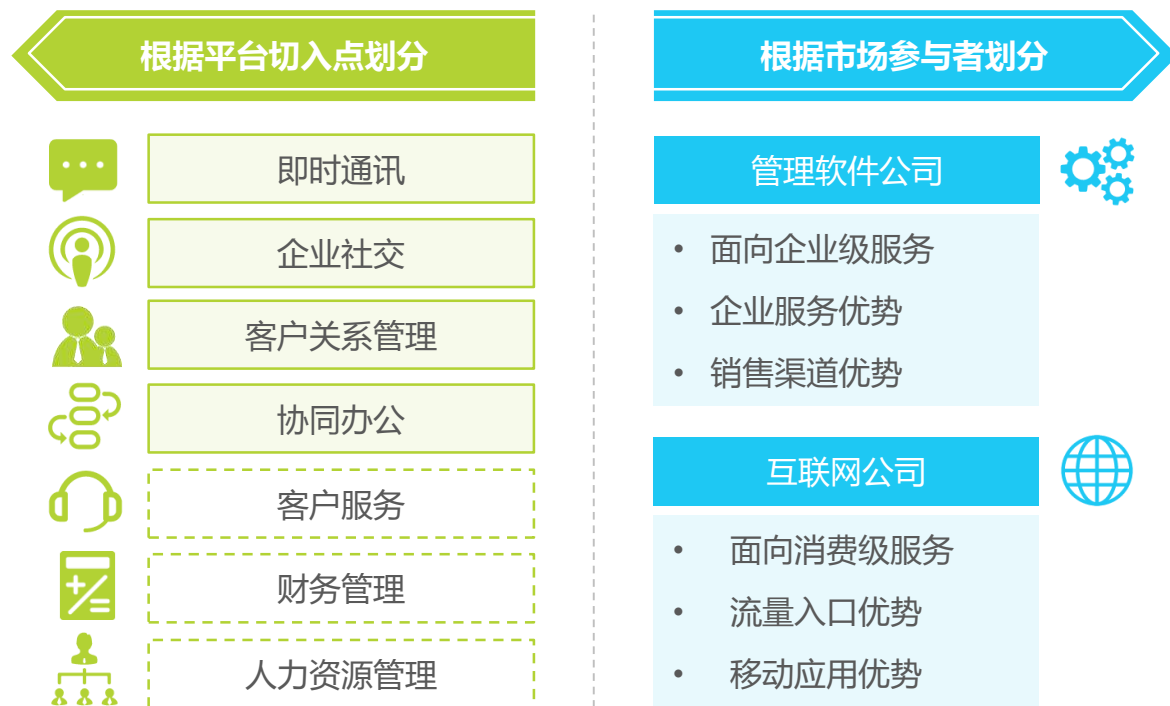 根据平台切入点划分
即时通讯
企业社交
客户关系管理
协同办公
客户服务
财务管理
人力资源管理
根据市场参与者划分
管理软件公司
• 面向企业级服务
• 企业服务优势
• 销售渠道优势
互联网公司
• 面向消费级服务
• 流量入口优势
• 移动应用优势